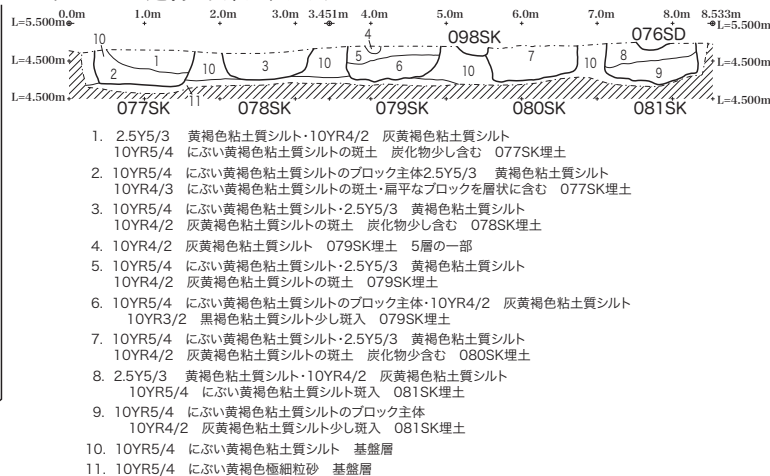 0.0m 1.0m 2.0m 3.0m 3.451m 4.0m 5.0m 6.0m 7.0m 8.0m 8.533m
L=5.500m L=5.500m
098SK 076SD
10 4
1 5 7 8
L=4.500m 2 10 3 10 6 10 10 9 L=4.500m
L=4.500m 11 L=4.500m
077SK 078SK 079SK 080SK 081SK
1. 2.5Y5/3 黄褐色粘土質シルト・10YR4/2 灰黄褐色粘土質シルト
10YR5/4 にぶい黄褐色粘土質シルトの斑土 炭化物少し含む 077SK埋土
2. 10YR5/4 にぶい黄褐色粘土質シルトのブロック主体2.5Y5/3 黄褐色粘土質シルト
10YR4/3 にぶい黄褐色粘土質シルトの斑土・扁平なブロックを層状に含む 077SK埋土
3. 10YR5/4 にぶい黄褐色粘土質シルト・2.5Y5/3 黄褐色粘土質シルト
10YR4/2 灰黄褐色粘土質シルトの斑土 炭化物少し含む 078SK埋土
4. 10YR4/2 灰黄褐色粘土質シルト 079SK埋土 5層の一部
5. 10YR5/4 にぶい黄褐色粘土質シルト・2.5Y5/3 黄褐色粘土質シルト
10YR4/2 灰黄褐色粘土質シルトの斑土 079SK埋土
6. 10YR5/4 にぶい黄褐色粘土質シルトのブロック主体・10YR4/2 灰黄褐色粘土質シルト
10YR3/2 黒褐色粘土質シルト少し斑入 079SK埋土
7. 10YR5/4 にぶい黄褐色粘土質シルト・2.5Y5/3 黄褐色粘土質シルト
10YR4/2 灰黄褐色粘土質シルトの斑土 炭化物少含む 080SK埋土
8. 2.5Y5/3 黄褐色粘土質シルト・10YR4/2 灰黄褐色粘土質シルト
10YR5/4 にぶい黄褐色粘土質シルト斑入 081SK埋土
9. 10YR5/4 にぶい黄褐色粘土質シルトのブロック主体
10YR4/2 灰黄褐色粘土質シルト少し斑入 081SK埋土
10. 10YR5/4 にぶい黄褐色粘土質シルト 基盤層
11. 10YR5/4 にぶい黄褐色極細粒砂 基盤層